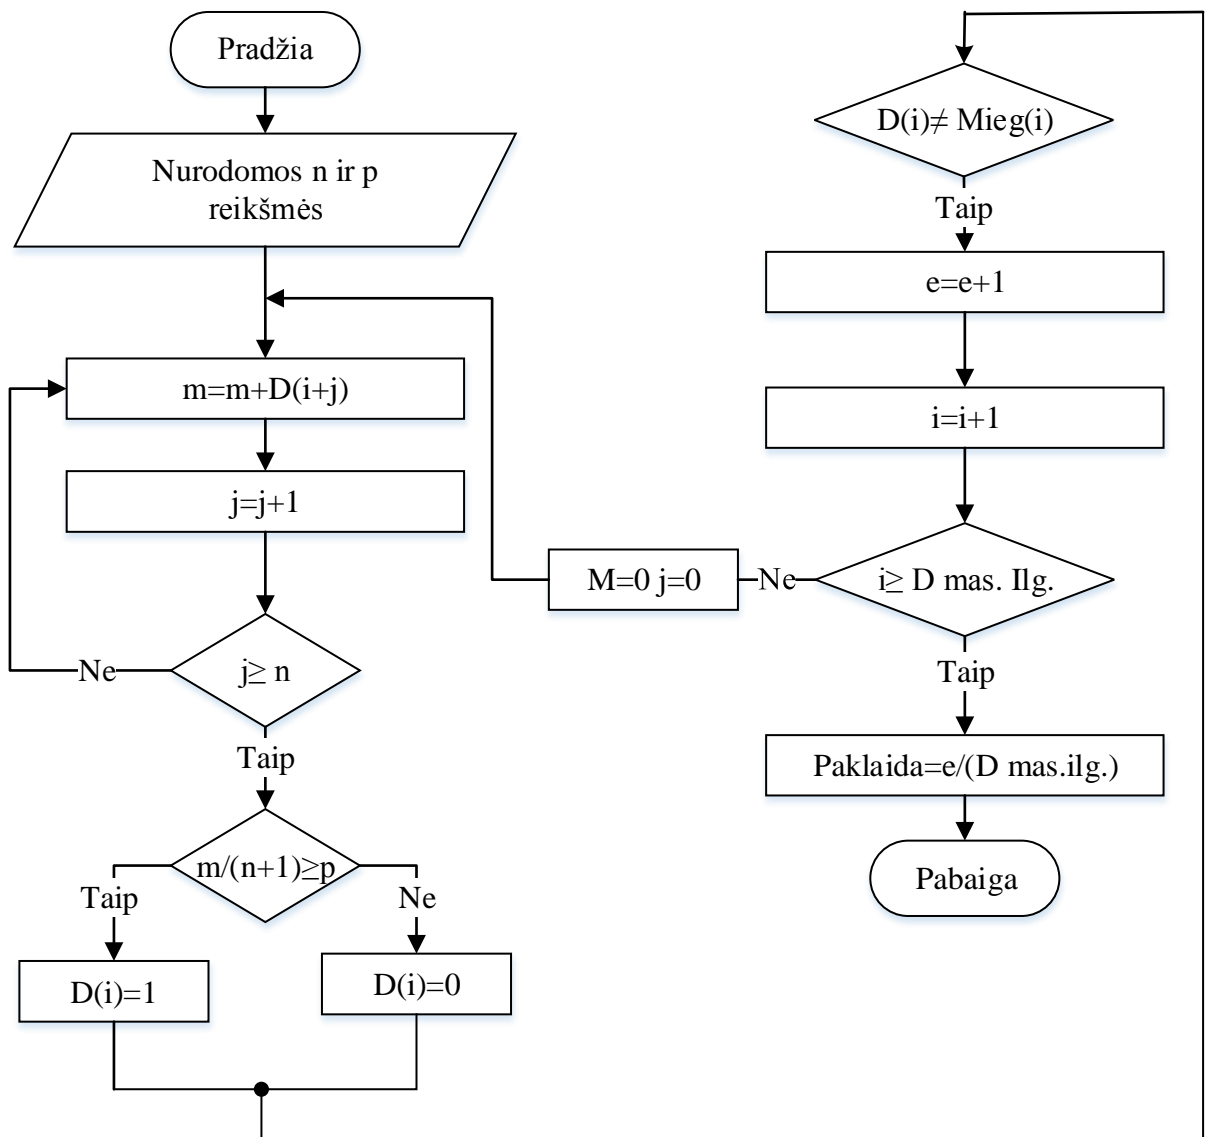 Pradžia
Nurodomos n ir p
reikšmės
m=m+D(i+j)
j=j+1
j≥ n
Ne
Taip
m/(n+1)≥p
Taip
Ne
D(i)=1
D(i)=0
D(i)≠ Mieg(i)
Taip
e=e+1
i=i+1
i≥ D mas. Ilg.
Ne
M=0 j=0
Taip
Paklaida=e/(D mas.ilg.)
Pabaiga